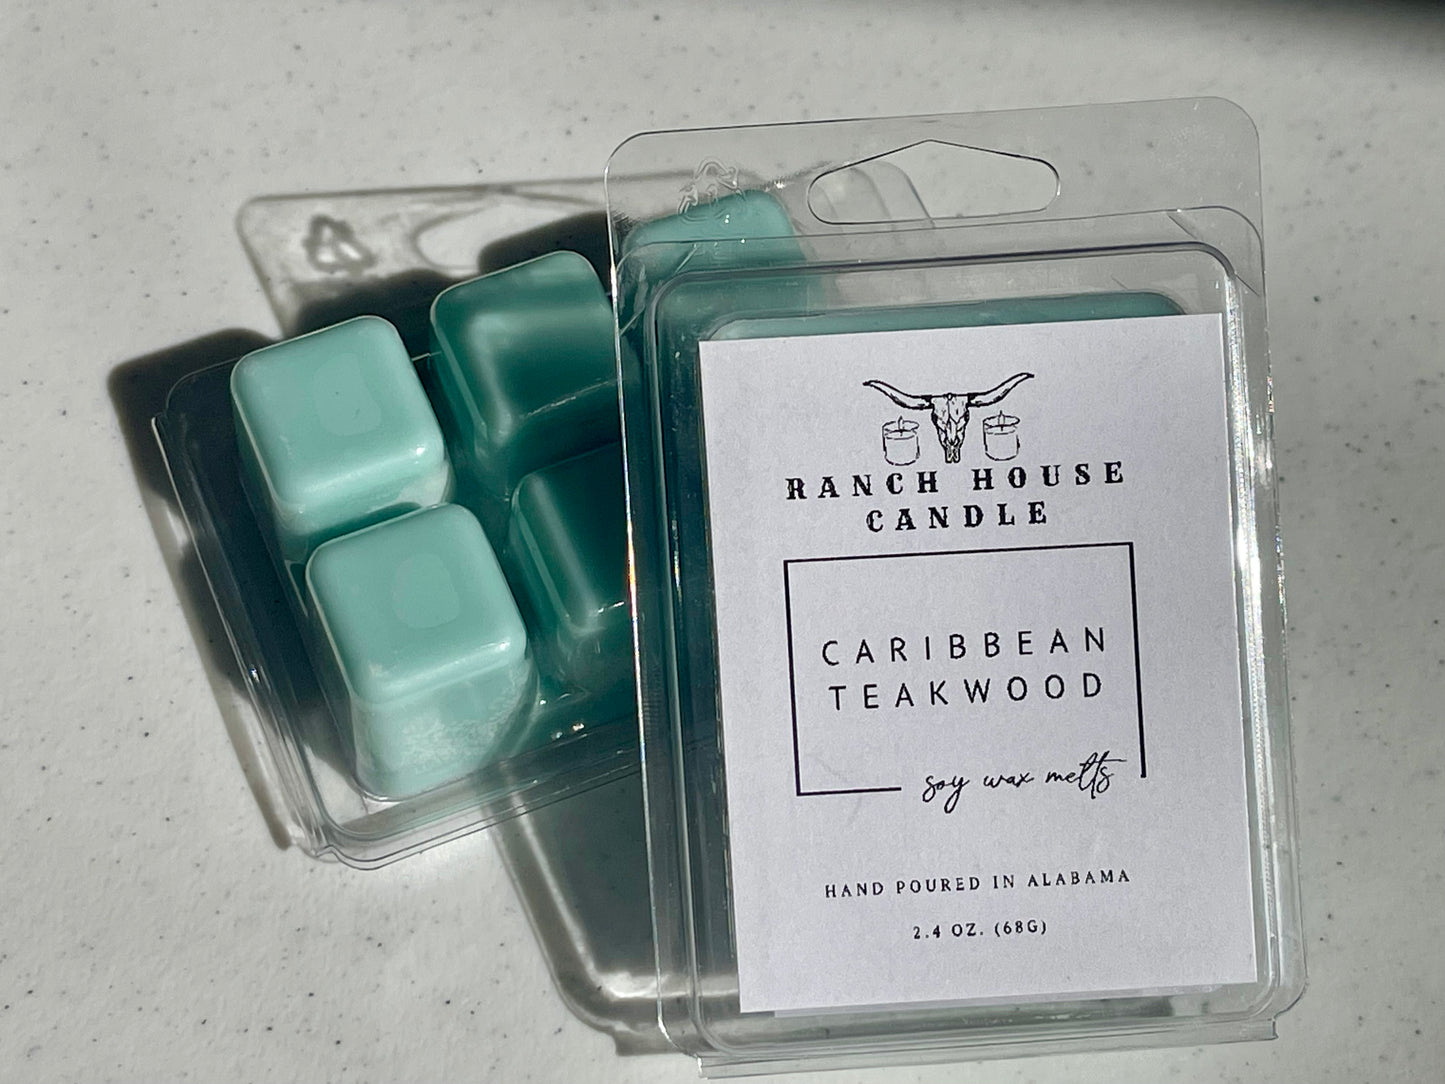 RANCH HOUSE
CANDLE
CARIBBEAN
TEAKWOOD
soy wax melts
HAND POURED IN ALABAMA
2.4 OZ. (68G)